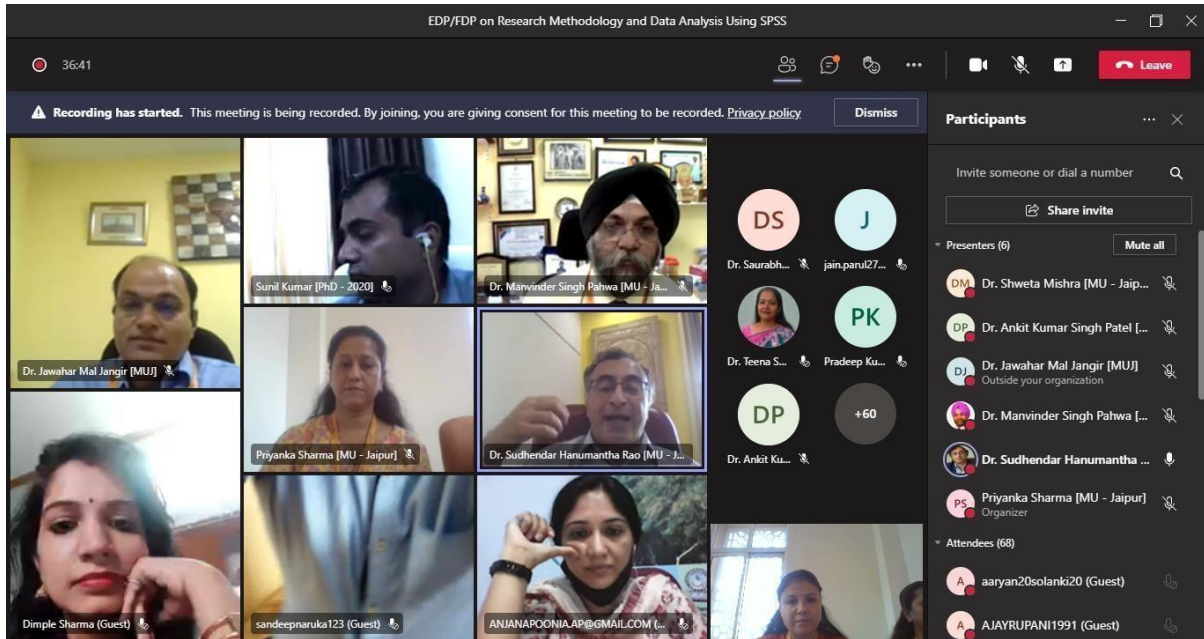 EDP/FDP on Research Methodology and Data Analysis Using SPSS
36:41
Leave
Recording has started. This meeting is being recorded. By joining, you are giving consent for this meeting to be recorded. Privacy policy
Dismiss
Dr. Jawahar Mal Jangir [MUJ]
Sunil Kumar [PhD - 2020]
Dr. Manvinder Singh Pahwa [MU - Ja...
Priyanka Sharma [MU - Jaipur]
Dr. Sudhendar Hanumantha Rao [MU - J...
Dimple Sharma (Guest)
sandeepnaruka123 (Guest)
ANJANAPOONIA.AP@GMAIL.COM (...
DS
Dr. Saurabh...
J
jain.parul27...
Dr. Teena S...
PK
Pradeep Ku...
DP
Dr. Ankit Ku...
+60
Participants
Invite someone or dial a number
Share invite
Presenters (6)
Mute all
DM
Dr. Shweta Mishra [MU - Jaip...
DP
Dr. Ankit Kumar Singh Patel [...
DJ
Dr. Jawahar Mal Jangir [MUJ]
Outside your organization
Dr. Manvinder Singh Pahwa [...
Dr. Sudhendar Hanumantha ...
PS
Priyanka Sharma [MU - Jaipur]
Organizer
Attendees (68)
A
aaryan20solanki20 (Guest)
A
AJAYRUPANI1991 (Guest)